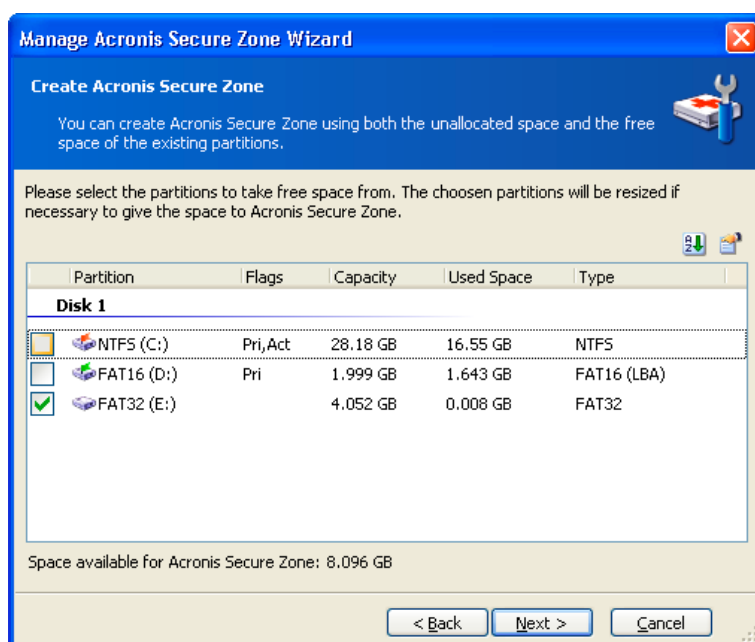 Manage Acronis Secure Zone Wizard
Create Acronis Secure Zone
You can create Acronis Secure Zone using both the unallocated space and the free
space of the existing partitions.
Please select the partitions to take free space from. The choosen partitions will be resized if
necessary to give the space to Acronis Secure Zone.
Partition Flags Capacity Used Space Type
Disk 1
NTFS (C:) Pri,Act 28.18 GB 16.55 GB NTFS
FAT16 (D:) Pri 1.999 GB 1.643 GB FAT16 (LBA)
FAT32 (E:) 4.052 GB 0.008 GB FAT32
Space available for Acronis Secure Zone: 8.096 GB
< Back Next > Cancel